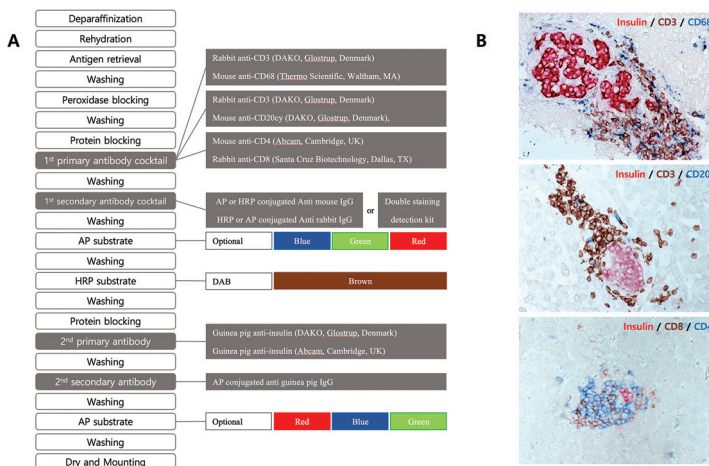 A
Deparaffinization
Rehydration
Antigen retrieval
Washing
Peroxidase blocking
Washing
Protein blocking
1st primary antibody cocktail
Washing
1st secondary antibody cocktail
Washing
AP substrate
Washing
HRP substrate
Washing
Protein blocking
2nd primary antibody
Washing
2nd secondary antibody
Washing
AP substrate
Washing
Dry and Mounting
Rabbit anti-CD3 (DAKO, Glostrup, Denmark)
Mouse anti-CD68 (Thermo Scientific, Waltham, MA)
Rabbit anti-CD3 (DAKO, Glostrup, Denmark)
Mouse anti-CD20cy (DAKO, Glostrup, Denmark),
Mouse anti-CD4 (Abcam, Cambridge, UK)
Rabbit anti-CD8 (Santa Cruz Biotechnology, Dallas, TX)
AP or HRP conjugated Anti mouse IgG
HRP or AP conjugated Anti rabbit IgG
or
Double staining
detection kit
Optional Blue Green Red
DAB Brown
Guinea pig anti-insulin (DAKO, Glostrup, Denmark)
Guinea pig anti-insulin (Abcam, Cambridge, UK)
AP conjugated anti guinea pig IgG
Optional Red Blue Green
B
Insulin / CD3 / CD68
Insulin / CD3 / CD20
Insulin / CD8 / CD4